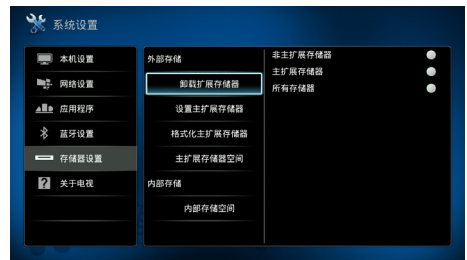 系统设置
本机设置
网络设置
应用程序
蓝牙设置
存储器设置
关于电视
外部存储
卸载扩展存储器
设置主扩展存储器
格式化主扩展存储器
主扩展存储器空间
内部存储
内部存储空间
非主扩展存储器
主扩展存储器
所有存储器